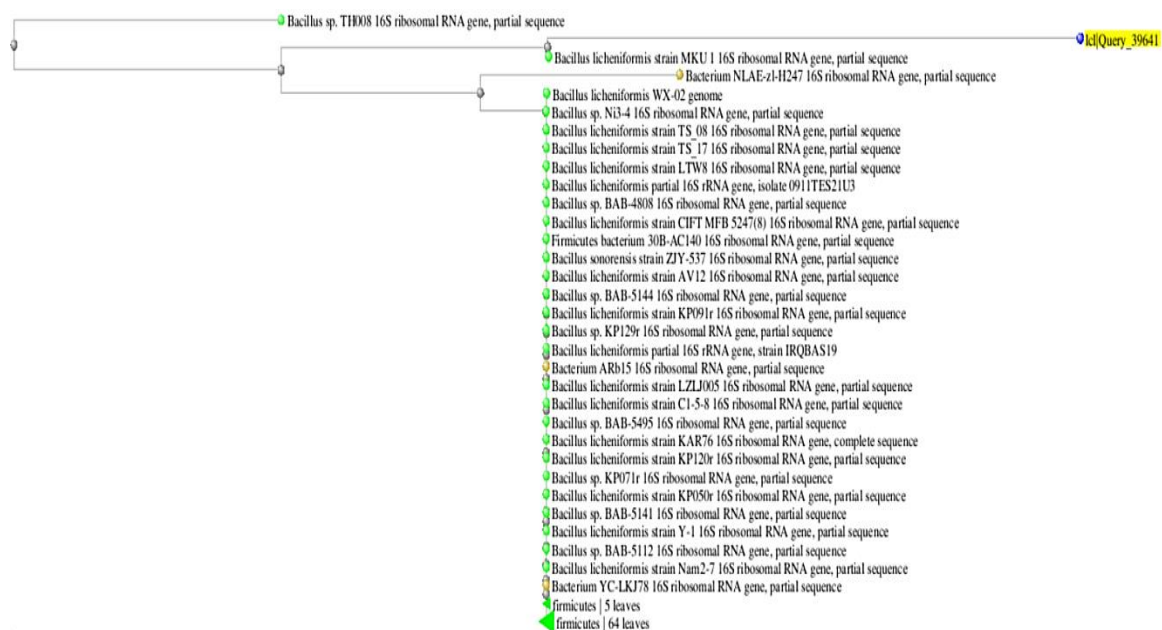 Bacillus sp. TH008 16S ribosomal RNA gene, partial sequence
lcl|Query_39641
Bacillus licheniformis strain MKU 1 16S ribosomal RNA gene, partial sequence
Bacterium NLAE-zl-H247 16S ribosomal RNA gene, partial sequence
Bacillus licheniformis WX-02 genome
Bacillus sp. Ni3-4 16S ribosomal RNA gene, partial sequence
Bacillus licheniformis strain TS_08 16S ribosomal RNA gene, partial sequence
Bacillus licheniformis strain TS_17 16S ribosomal RNA gene, partial sequence
Bacillus licheniformis strain LTW8 16S ribosomal RNA gene, partial sequence
Bacillus licheniformis partial 16S rRNA gene, isolate 0911TES21U3
Bacillus sp. BAB-4808 16S ribosomal RNA gene, partial sequence
Bacillus licheniformis strain CIFT MFB 5247(8) 16S ribosomal RNA gene, partial sequence
Firmicutes bacterium 30B-AC140 16S ribosomal RNA gene, partial sequence
Bacillus sonorensis strain ZJY-537 16S ribosomal RNA gene, partial sequence
Bacillus licheniformis strain AV12 16S ribosomal RNA gene, partial sequence
Bacillus sp. BAB-5144 16S ribosomal RNA gene, partial sequence
Bacillus licheniformis strain KP091r 16S ribosomal RNA gene, partial sequence
Bacillus sp. KP129r 16S ribosomal RNA gene, partial sequence
Bacillus licheniformis partial 16S rRNA gene, strain IRQBAS19
Bacterium ARb15 16S ribosomal RNA gene, partial sequence
Bacillus licheniformis strain LZLJ005 16S ribosomal RNA gene, partial sequence
Bacillus licheniformis strain C1-5-8 16S ribosomal RNA gene, partial sequence
Bacillus sp. BAB-5495 16S ribosomal RNA gene, partial sequence
Bacillus licheniformis strain KAR76 16S ribosomal RNA gene, complete sequence
Bacillus licheniformis strain KP120r 16S ribosomal RNA gene, partial sequence
Bacillus sp. KP071r 16S ribosomal RNA gene, partial sequence
Bacillus licheniformis strain KP050r 16S ribosomal RNA gene, partial sequence
Bacillus sp. BAB-5141 16S ribosomal RNA gene, partial sequence
Bacillus licheniformis strain Y-1 16S ribosomal RNA gene, partial sequence
Bacillus sp. BAB-5112 16S ribosomal RNA gene, partial sequence
Bacillus licheniformis strain Nam2-7 16S ribosomal RNA gene, partial sequence
Bacterium YC-LKJ78 16S ribosomal RNA gene, partial sequence
firmicutes | 5 leaves
firmicutes | 64 leaves